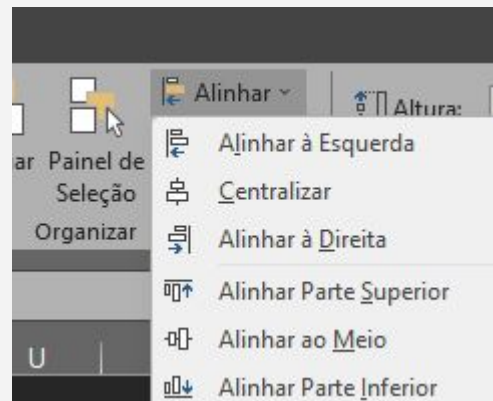 Alinhar
Altura:
ar Painel de
Seleção
Organizar
Alinhar à Esquerda
Centralizar
Alinhar à Direita
Alinhar Parte Superior
Alinhar ao Meio
Alinhar Parte Inferior
U